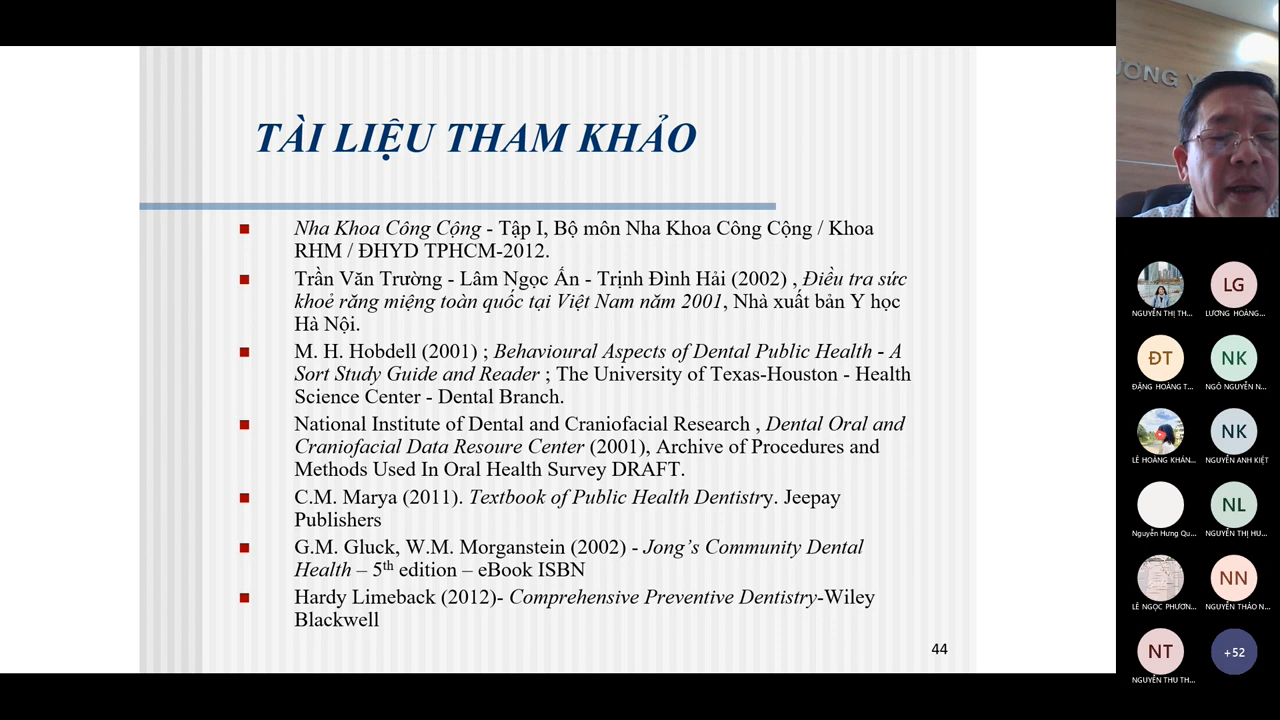 TÀI LIỆU THAM KHẢO
Nha Khoa Công Cộng - Tập I, Bộ môn Nha Khoa Công Cộng / Khoa
RHM / ĐHYD TPHCM-2012.
Trần Văn Trường - Lâm Ngọc Ấn - Trịnh Đình Hải (2002) , Điều tra sức
khoẻ răng miệng toàn quốc tại Việt Nam năm 2001, Nhà xuất bản Y học
Hà Nội.
M. H. Hobdell (2001) ; Behavioural Aspects of Dental Public Health - A
Sort Study Guide and Reader ; The University of Texas-Houston - Health
Science Center - Dental Branch.
National Institute of Dental and Craniofacial Research , Dental Oral and
Craniofacial Data Resoure Center (2001), Archive of Procedures and
Methods Used In Oral Health Survey DRAFT.
C.M. Marya (2011). Textbook of Public Health Dentistry. Jeepay
Publishers
G.M. Gluck, W.M. Morganstein (2002) - Jong’s Community Dental
Health – 5th edition – eBook ISBN
Hardy Limeback (2012)- Comprehensive Preventive Dentistry-Wiley
Blackwell
44
NGUYỄN THỊ TH...
LG
LƯƠNG HOÀNG...
ĐT
ĐẶNG HOÀNG T...
NK
NGÔ NGUYỄN N...
LÊ HOÀNG KHÁN...
NK
NGUYỄN ANH KIỆT
Nguyễn Hưng Qu...
NL
NGUYỄN THỊ HU...
LÊ NGỌC PHƯƠN...
NN
NGUYỄN THẢO N...
NT
NGUYỄN THU TH...
+52